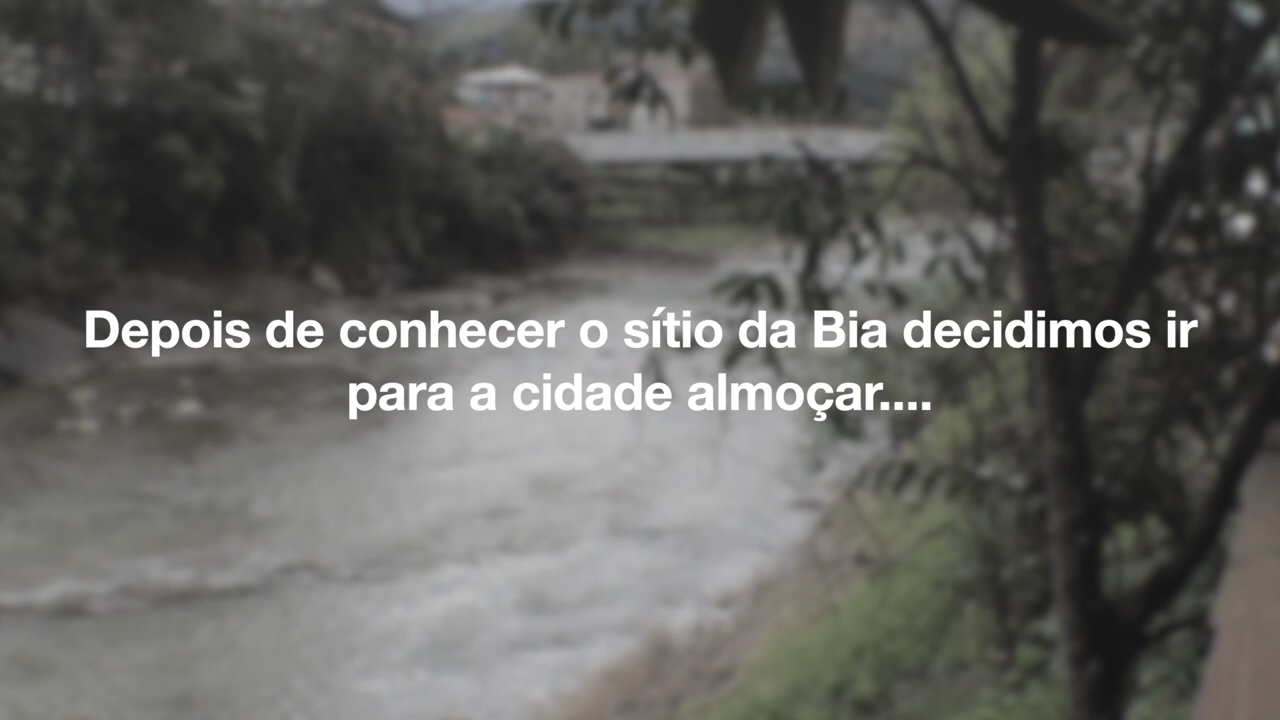 Depois de conhecer o sítio da Bia decidimos ir
para a cidade almoçar....